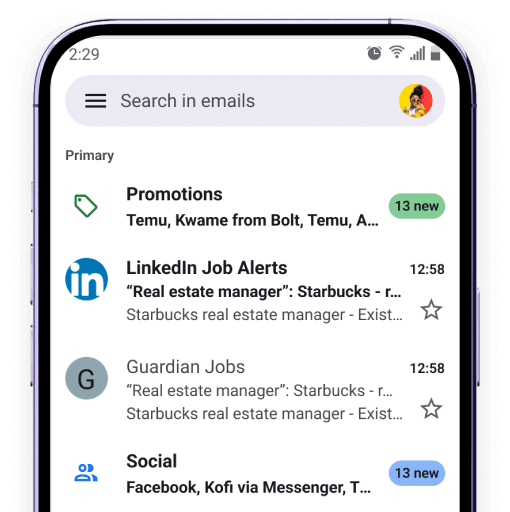 2:29
Search in emails
Primary
Promotions
13 new
Temu, Kwame from Bolt, Temu, A...
in
LinkedIn Job Alerts
12:58
“Real estate manager”: Starbucks - r...
Starbucks real estate manager - Exist...
G
Guardian Jobs
12:58
“Real estate manager”: Starbucks - r...
Starbucks real estate manager - Exist...
Social
13 new
Facebook, Kofi via Messenger, T...